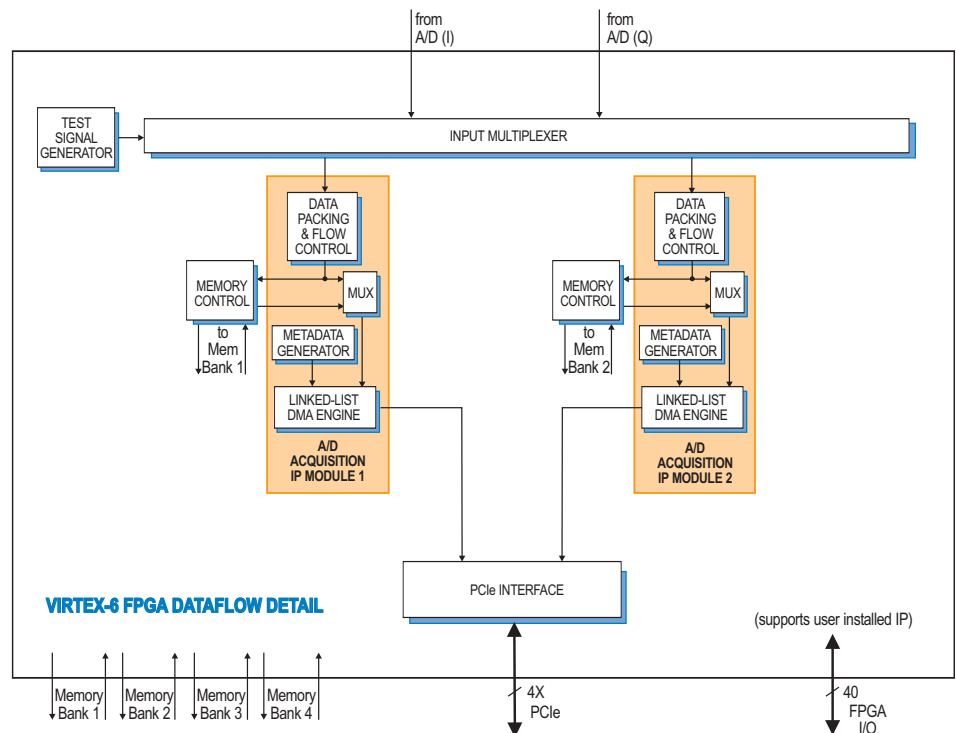 from
A/D (I)
from
A/D (Q)
TEST
SIGNAL
GENERATOR
INPUT MULTIPLEXER
DATA
PACKING
& FLOW
CONTROL
MEMORY
CONTROL
MUX
to
Mem
Bank 1
METADATA
GENERATOR
LINKED-LIST
DMA ENGINE
A/D
ACQUISITION
IP MODULE 1
DATA
PACKING
& FLOW
CONTROL
MEMORY
CONTROL
MUX
to
Mem
Bank 2
METADATA
GENERATOR
LINKED-LIST
DMA ENGINE
A/D
ACQUISITION
IP MODULE 2
PCIe INTERFACE
VIRTEX-6 FPGA DATAFLOW DETAIL
(supports user installed IP)
Memory
Bank 1
Memory
Bank 2
Memory
Bank 3
Memory
Bank 4
4X
PCIe
40
FPGA
I/O